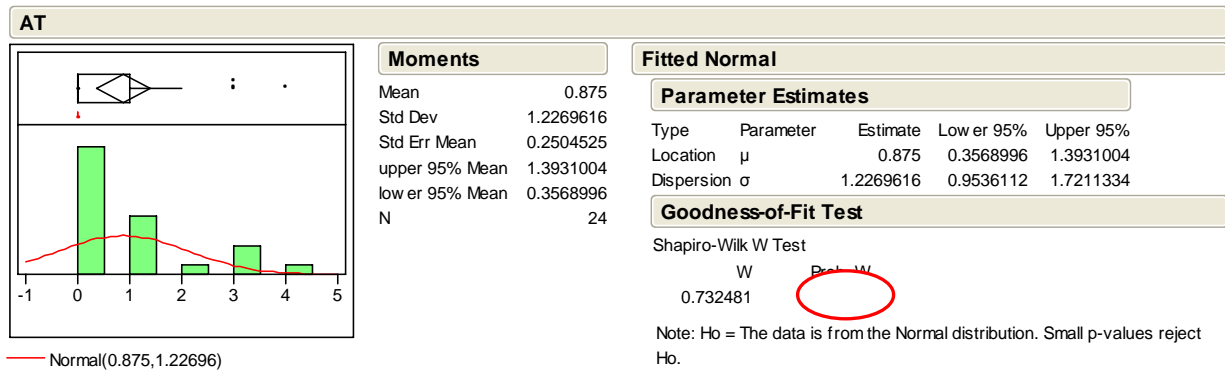 AT
-1 0 1 2 3 4 5
Normal(0.875,1.22696)
Moments
Mean 0.875
Std Dev 1.2269616
Std Err Mean 0.2504525
upper 95% Mean 1.3931004
lower 95% Mean 0.3568996
N 24
Fitted Normal
Parameter Estimates
Type Parameter Estimate Lower 95% Upper 95%
Location μ 0.875 0.3568996 1.3931004
Dispersion σ 1.2269616 0.9536112 1.7211334
Goodness-of-Fit Test
Shapiro-Wilk W Test
W
0.732481
Note: Ho = The data is from the Normal distribution. Small p-values reject
Ho.